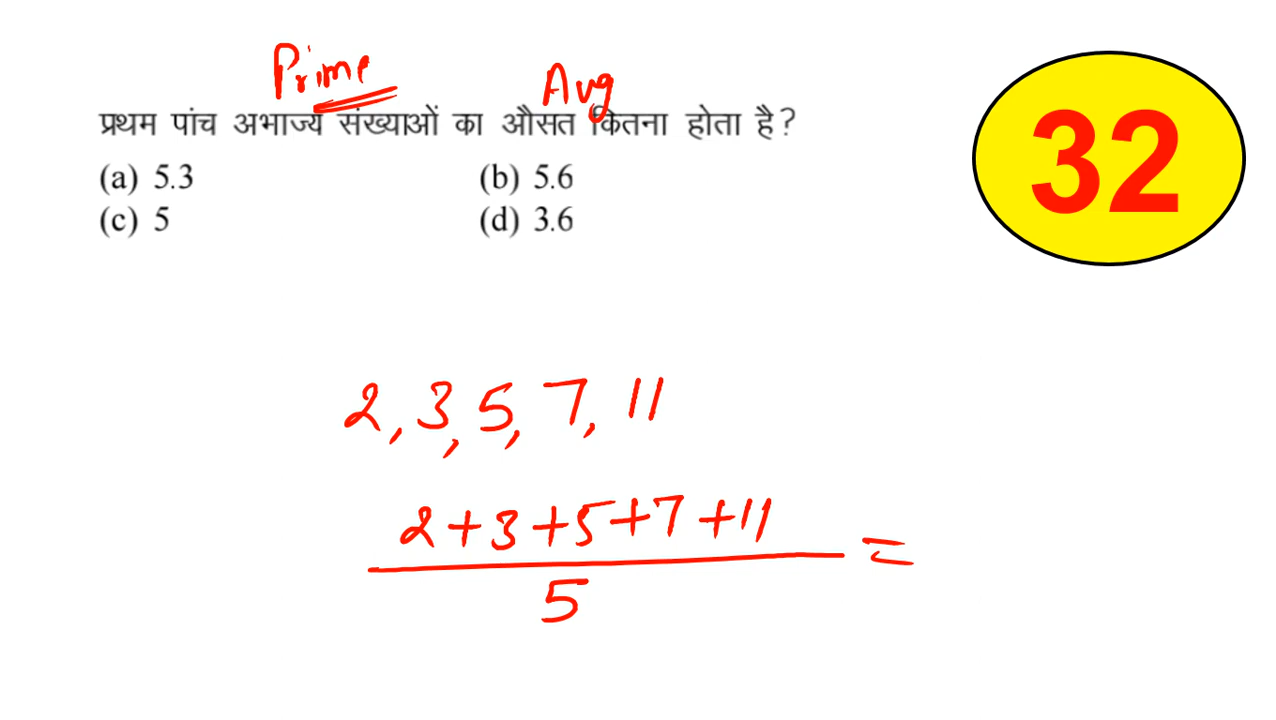 Prime Avg
प्रथम पांच अभाज्य संख्याओं का औसत कितना होता है?
(a) 5.3 (b) 5.6
(c) 5 (d) 3.6
32
2, 3, 5, 7, 11
2+3+5+7+11 =
5